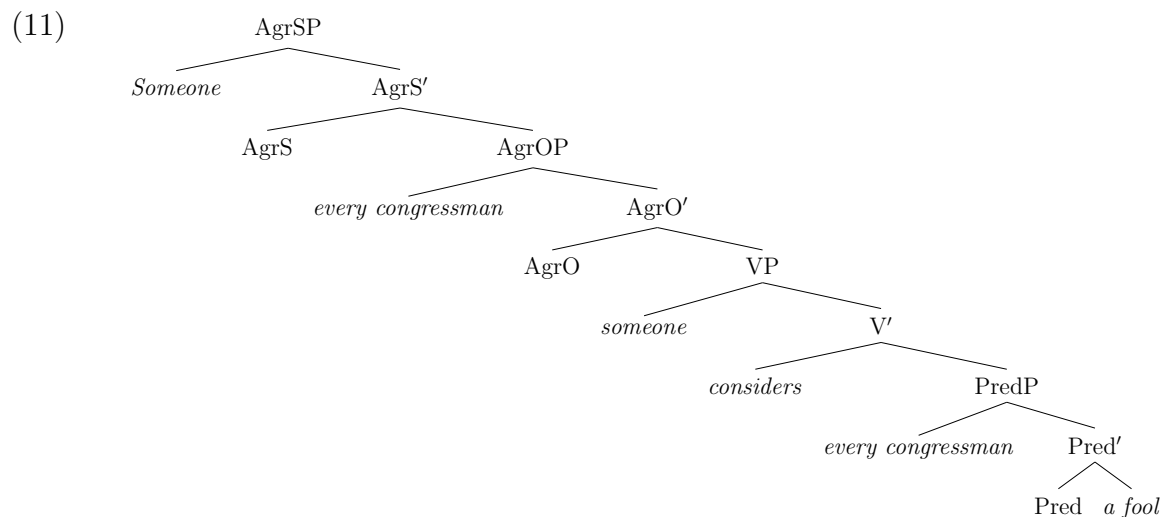 (11) AgrSP
Someone AgrS′
AgrS AgrOP
every congressman AgrO′
AgrO VP
someone V′
considers PredP
every congressman Pred′
Pred a fool